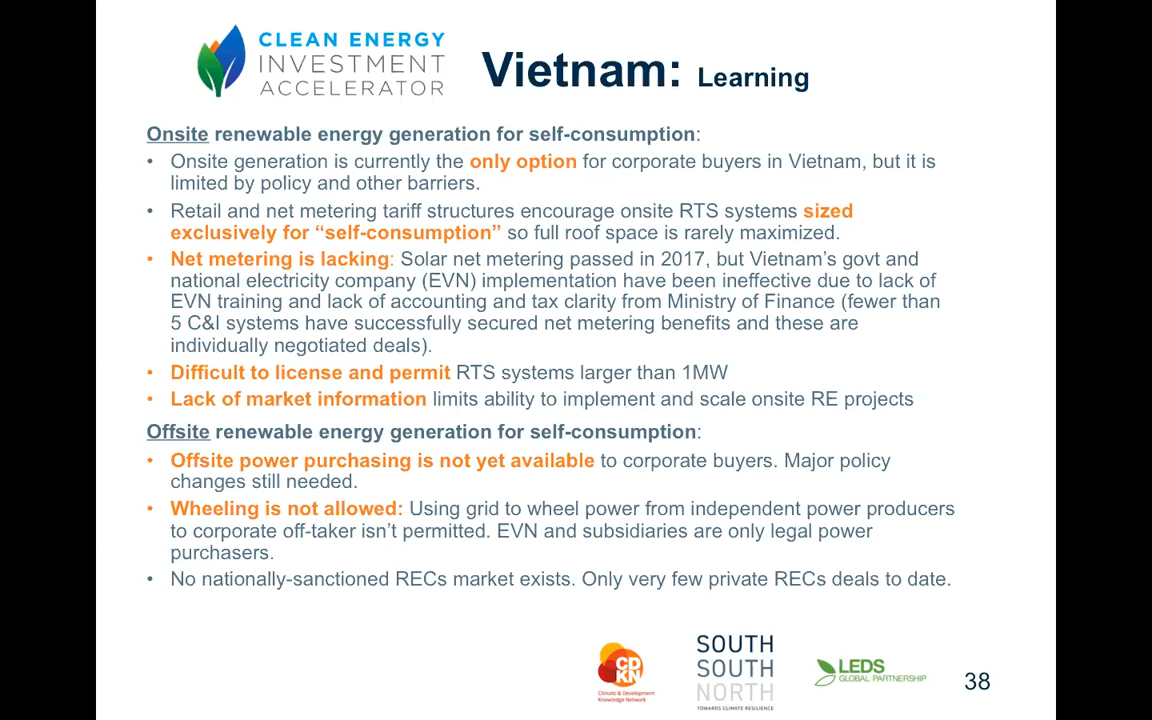 CLEAN ENERGY
INVESTMENT
ACCELERATOR
Vietnam: Learning
Onsite renewable energy generation for self-consumption:
• Onsite generation is currently the only option for corporate buyers in Vietnam, but it is
limited by policy and other barriers.
• Retail and net metering tariff structures encourage onsite RTS systems sized
exclusively for “self-consumption” so full roof space is rarely maximized.
• Net metering is lacking: Solar net metering passed in 2017, but Vietnam’s govt and
national electricity company (EVN) implementation have been ineffective due to lack of
EVN training and lack of accounting and tax clarity from Ministry of Finance (fewer than
5 C&I systems have successfully secured net metering benefits and these are
individually negotiated deals).
• Difficult to license and permit RTS systems larger than 1MW
• Lack of market information limits ability to implement and scale onsite RE projects
Offsite renewable energy generation for self-consumption:
• Offsite power purchasing is not yet available to corporate buyers. Major policy
changes still needed.
• Wheeling is not allowed: Using grid to wheel power from independent power producers
to corporate off-taker isn’t permitted. EVN and subsidiaries are only legal power
purchasers.
• No nationally-sanctioned RECs market exists. Only very few private RECs deals to date.
CD
KN
Climate & Development
Knowledge Network
SOUTH
SOUTH
NORTH
TOWARDS CLIMATE RESILIENCE
LEDS
GLOBAL PARTNERSHIP
38